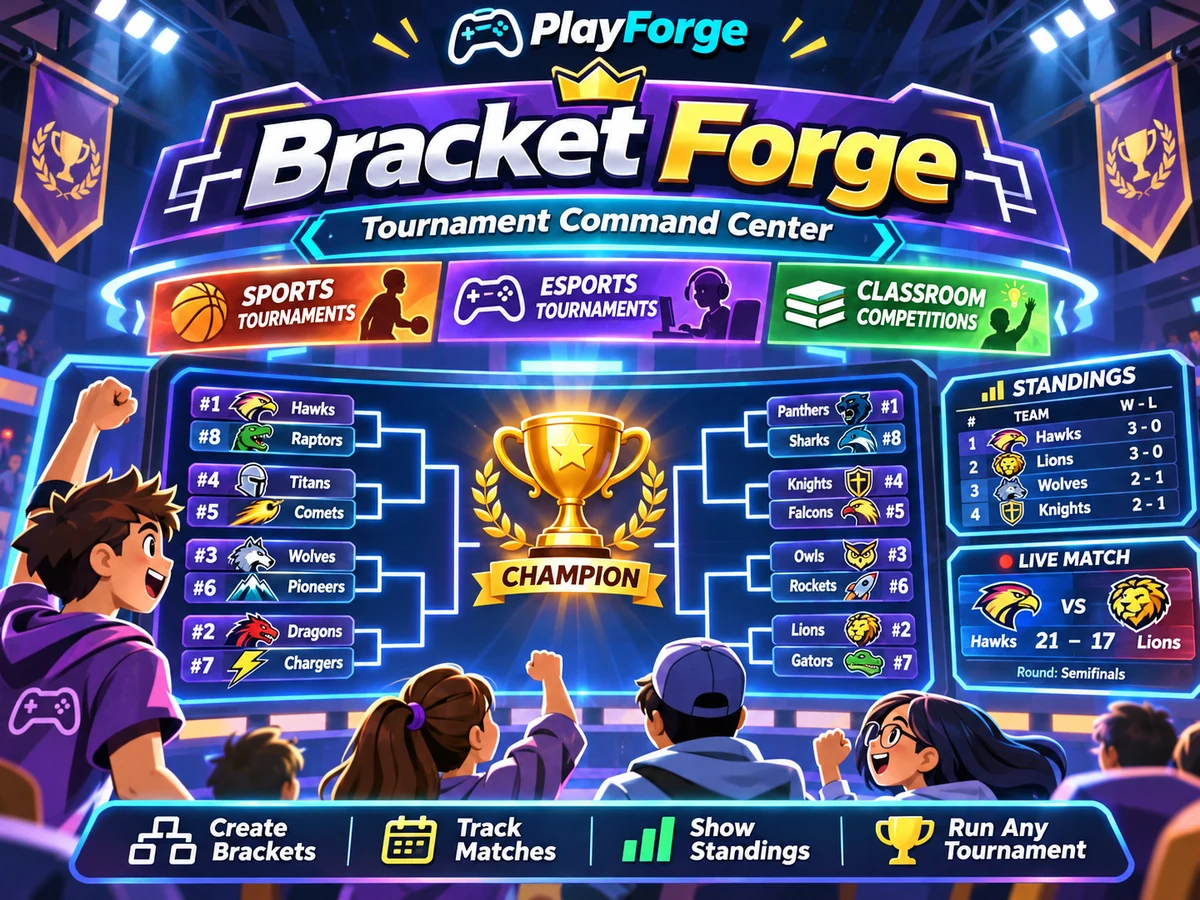 PlayForge
Bracket Forge
Tournament Command Center
SPORTS
TOURNAMENTS
ESPORTS
TOURNAMENTS
CLASSROOM
COMPETITIONS
#1 Hawks
#8 Raptors
#4 Titans
#5 Comets
#3 Wolves
#6 Pioneers
#2 Dragons
#7 Chargers
CHAMPION
Panthers #1
Sharks #8
Knights #4
Falcons #5
Owls #3
Rockets #6
Lions #2
Gators #7
STANDINGS
# TEAM W - L
1 Hawks 3 - 0
2 Lions 3 - 0
3 Wolves 2 - 1
4 Knights 2 - 1
LIVE MATCH
VS
Hawks 21 – 17 Lions
Round: Semifinals
Create
Brackets
Track
Matches
Show
Standings
Run Any
Tournament